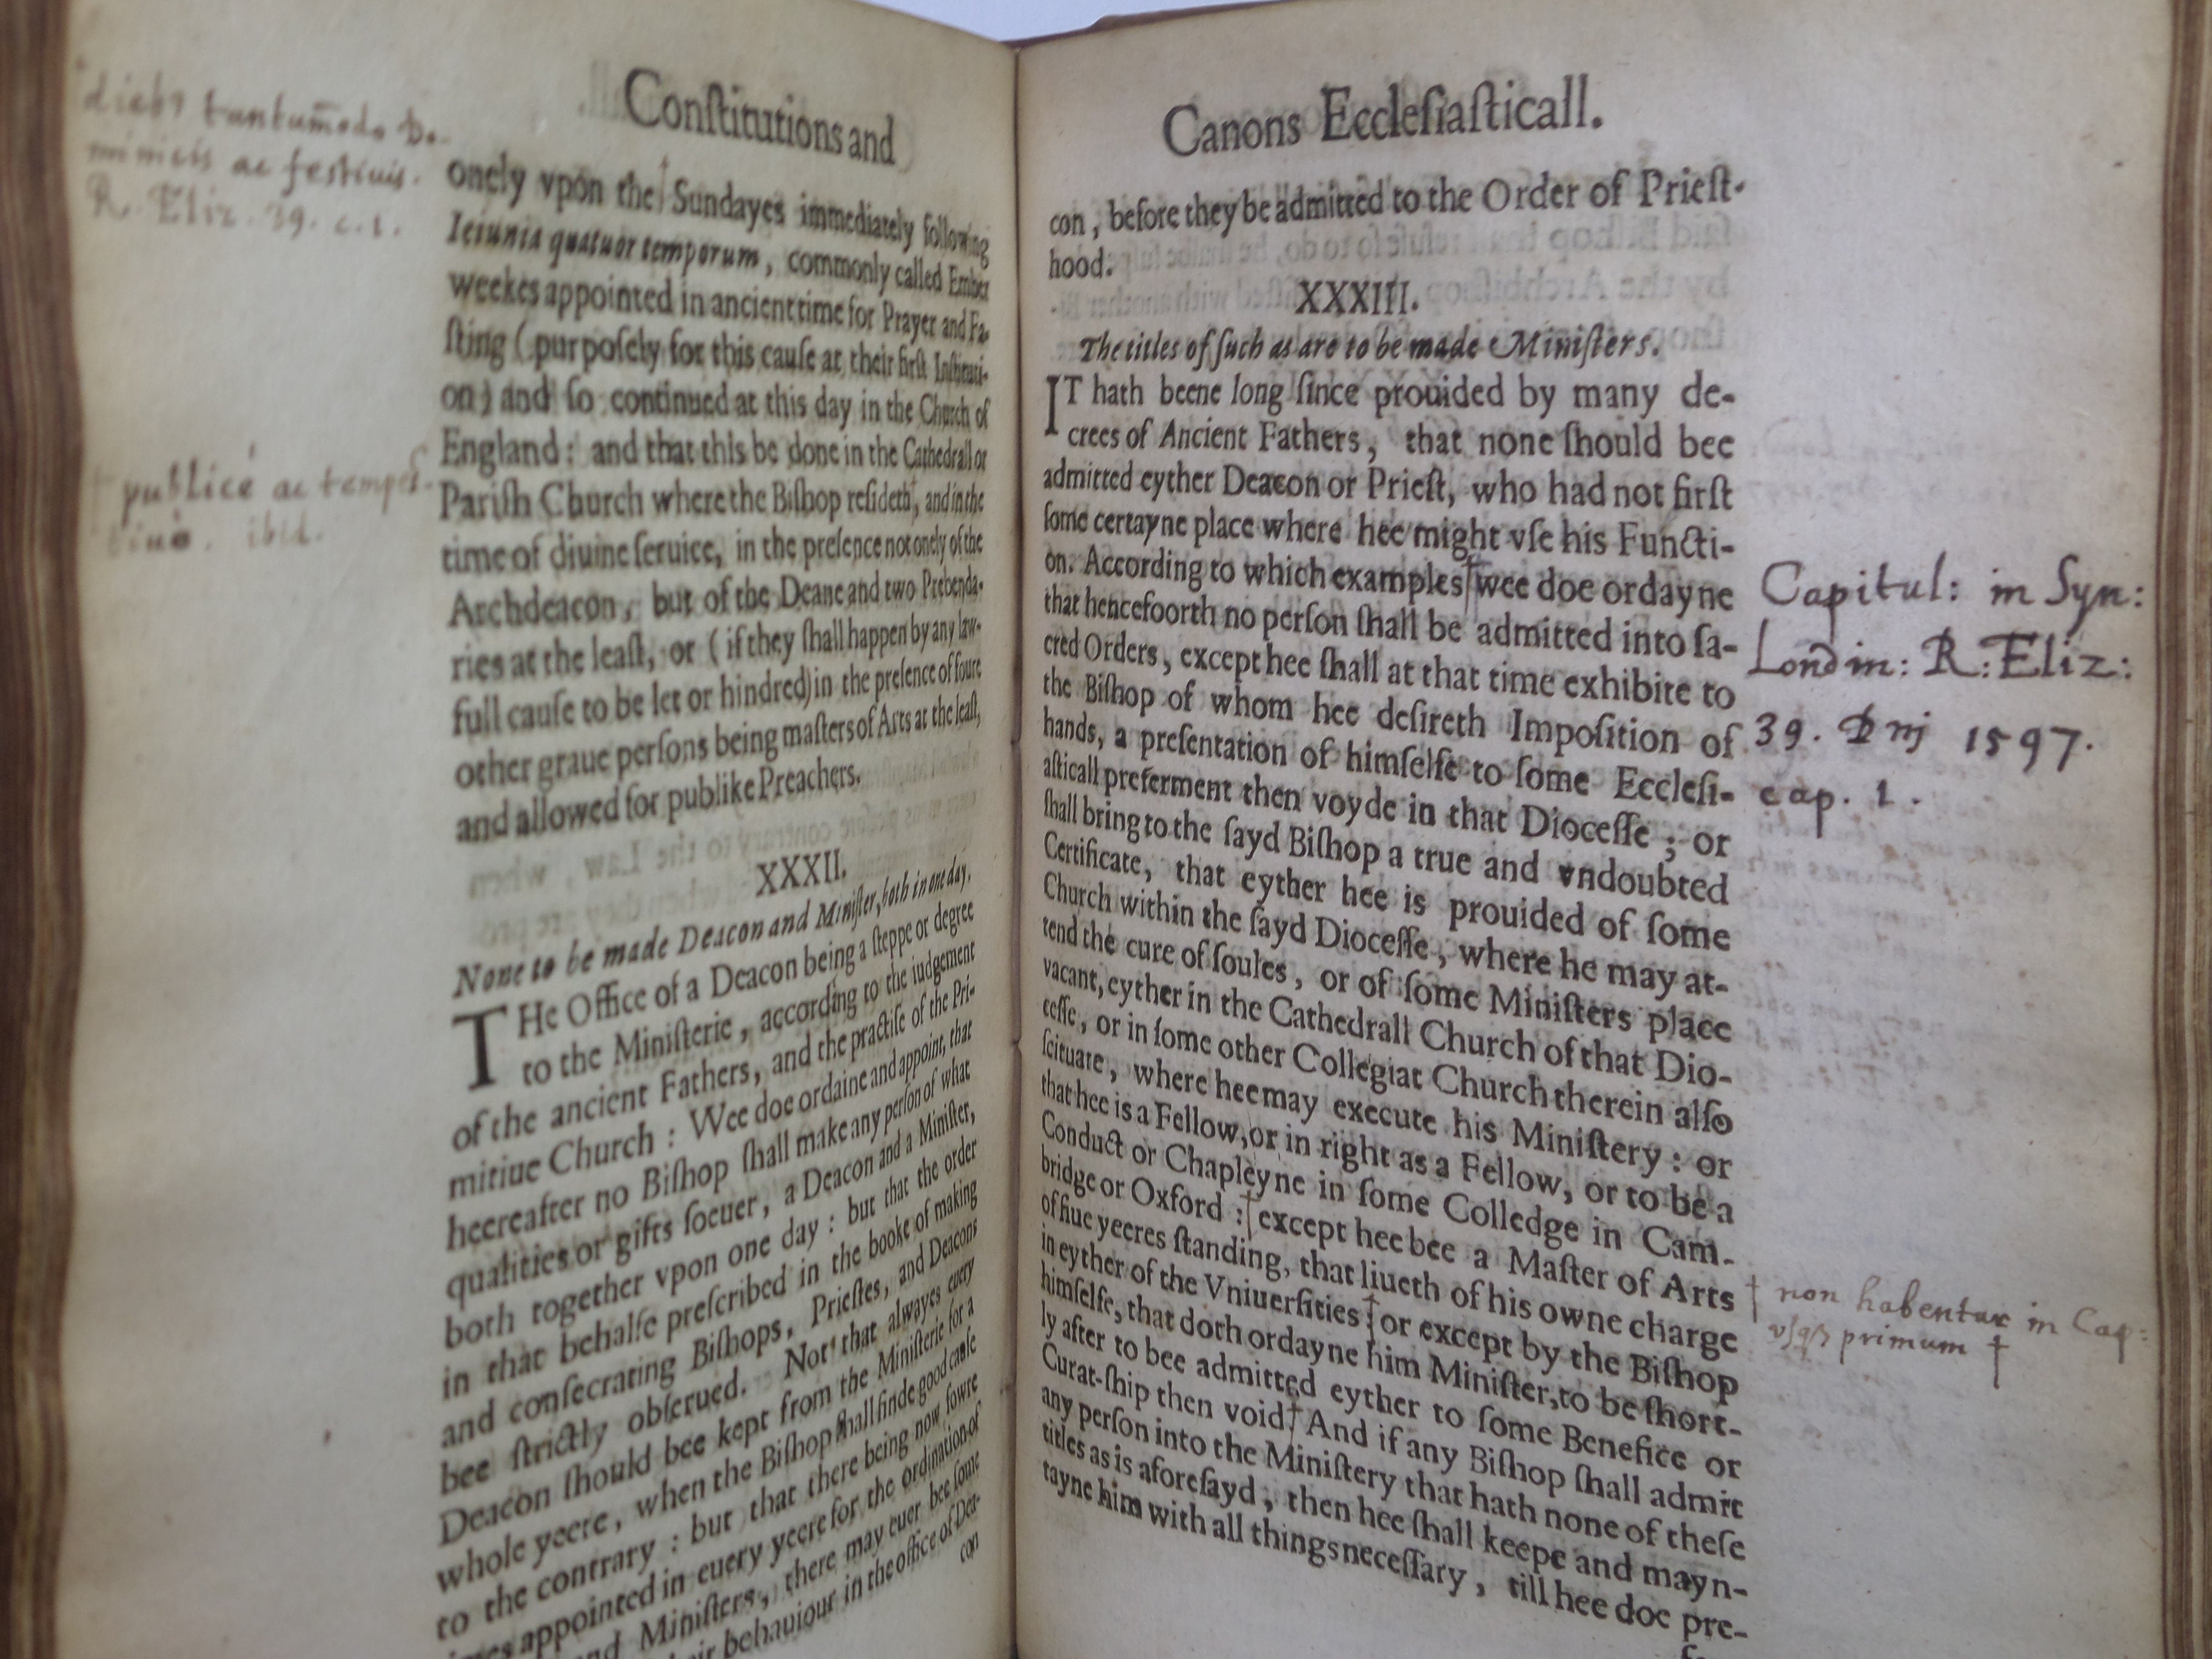 dieb9 tantum̄odo Do-
minicis ac festiuis.
R. Eliz. 39. c. 1.
publicé ac tempes-
tiuo. ibid.
Conſtitutions and
onely vpon the Sundayes immediately following
Ieiunia quatuor temporum, commonly called Ember
weekes appointed in ancient time for Prayer and Fa-
ſting (purpoſely for this cauſe at their firſt Inſtituti-
on) and ſo continued at this day in the Church of
England: and that this be done in the Cathedrall or
Pariſh Church where the Biſhop reſideth, and in the
time of diuine ſeruice, in the preſence not onely of the
Archdeacon, but of the Deane and two Prebenda-
ries at the leaſt, or (if they ſhall happen by any law-
full cauſe to be let or hindred) in the preſence of foure
other graue perſons being maſters of Arts at the leaſt,
and allowed for publike Preachers.
XXXII.
None to be made Deacon and Miniſter, both in one day.
THe Office of a Deacon being a ſteppe or degree
to the Miniſterie, according to the iudgement
of the ancient Fathers, and the practiſe of the Pri-
mitiue Church: Wee doe ordaine and appoint, that
heereafter no Biſhop ſhall make any perſon of what
qualities or gifts ſoeuer, a Deacon and a Miniſter,
both together vpon one day: but that the order
in that behalfe preſcribed in the booke of making
and conſecrating Biſhops, Prieſtes, and Deacons
bee ſtrictly obſerued. Not that alwayes euery
Deacon ſhould bee kept from the Miniſterie for a
whole yeere, when the Biſhop ſhall finde good cauſe
to the contrary: but that there being now fowre
appointed in euery yeere for the ordination of
Miniſters, there may euer bee ſome
behauiour in the office of Dea-
con
Canons Eccleſiaſticall.
con, before they be admitted to the Order of Prieſt-
hood.
XXXIII.
The titles of ſuch as are to be made Miniſters.
IT hath beene long ſince prouided by many de-
crees of Ancient Fathers, that none ſhould bee
admitted eyther Deacon or Prieſt, who had not firſt
ſome certayne place where hee might vſe his Functi-
on. According to which examples † wee doe ordayne
that hencefoorth no perſon ſhall be admitted into ſa-
cred Orders, except hee ſhall at that time exhibite to
the Biſhop of whom hee deſireth Impoſition of
hands, a preſentation of himſelfe to ſome Eccleſi-
aſticall preferment then voyde in that Dioceſſe; or
ſhall bring to the ſayd Biſhop a true and vndoubted
Certificate, that eyther hee is prouided of ſome
Church within the ſayd Dioceſſe, where he may at-
tend the cure of ſoules, or of ſome Miniſters place
vacant, eyther in the Cathedrall Church of that Dio-
ceſſe, or in ſome other Collegiat Church therein alſo
ſcituate, where hee may execute his Miniſtery: or
that hee is a Fellow, or in right as a Fellow, or to be a
Conduct or Chapleyne in ſome Colledge in Cam-
bridge or Oxford: † except hee bee a Maſter of Arts
of fiue yeeres ſtanding, that liueth of his owne charge
in eyther of the Vniuerſities † or except by the Biſhop
himſelfe, that doth ordayne him Miniſter, to be ſhort-
ly after to bee admitted eyther to ſome Benefice or
Curat-ſhip then void † And if any Biſhop ſhall admit
any perſon into the Miniſtery that hath none of theſe
titles as is aforeſayd, then hee ſhall keepe and mayn-
tayne him with all things neceſſary, till hee doe pre-
Capitul: in Syn:
Londin: R: Eliz:
39. Dnj 1597.
cap. 1.
† non habentur in Cap:
vſq3 primum †